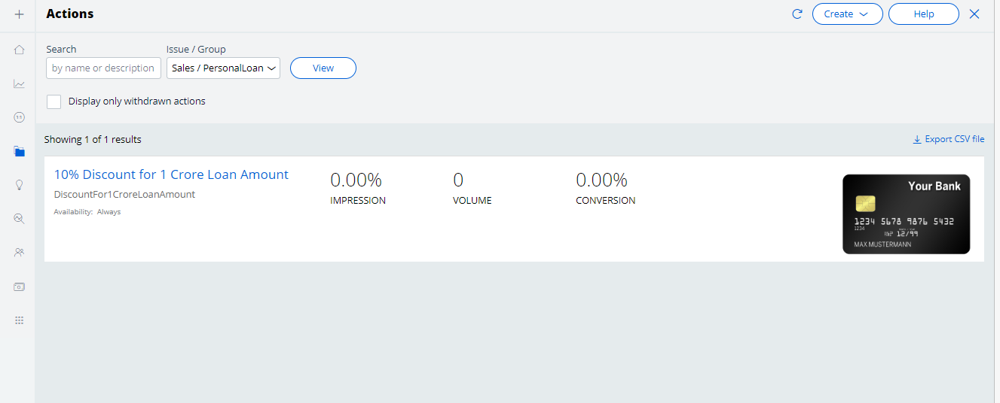 Actions
Create
Help
Search
Issue / Group
by name or description
Sales / PersonalLoan
View
Display only withdrawn actions
Showing 1 of 1 results
Export CSV file
10% Discount for 1 Crore Loan Amount
DiscountFor1CroreLoanAmount
Availability: Always
0.00%
IMPRESSION
0
VOLUME
0.00%
CONVERSION
Your Bank
1234 5678 9876 5432
1234
12/99
MAX MUSTERMANN